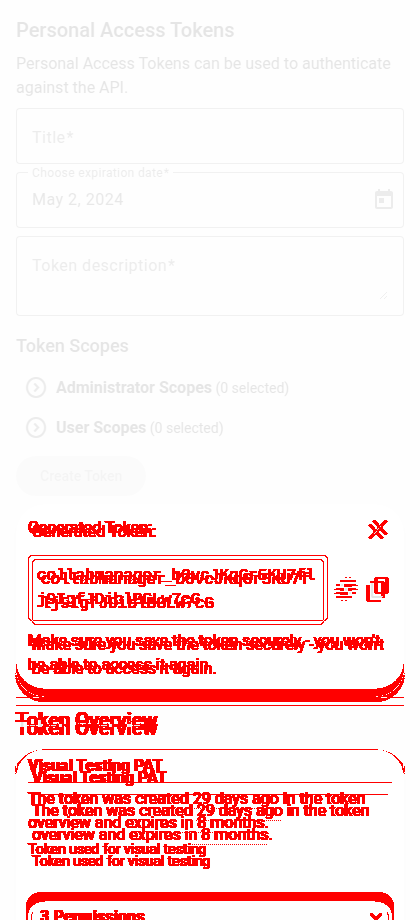 Personal Access Tokens
Personal Access Tokens can be used to authenticate
against the API.
Title*
Choose expiration date*
May 2, 2024
Token description*
Token Scopes
Administrator Scopes (0 selected)
User Scopes (0 selected)
Create Token
Generated Token:
Make sure you save the token securely - you won't
be able to access it again.
Token Overview
Visual Testing PAT
The token was created 29 days ago in the token
overview and expires in 8 months.
Token used for visual testing
3 Permissions